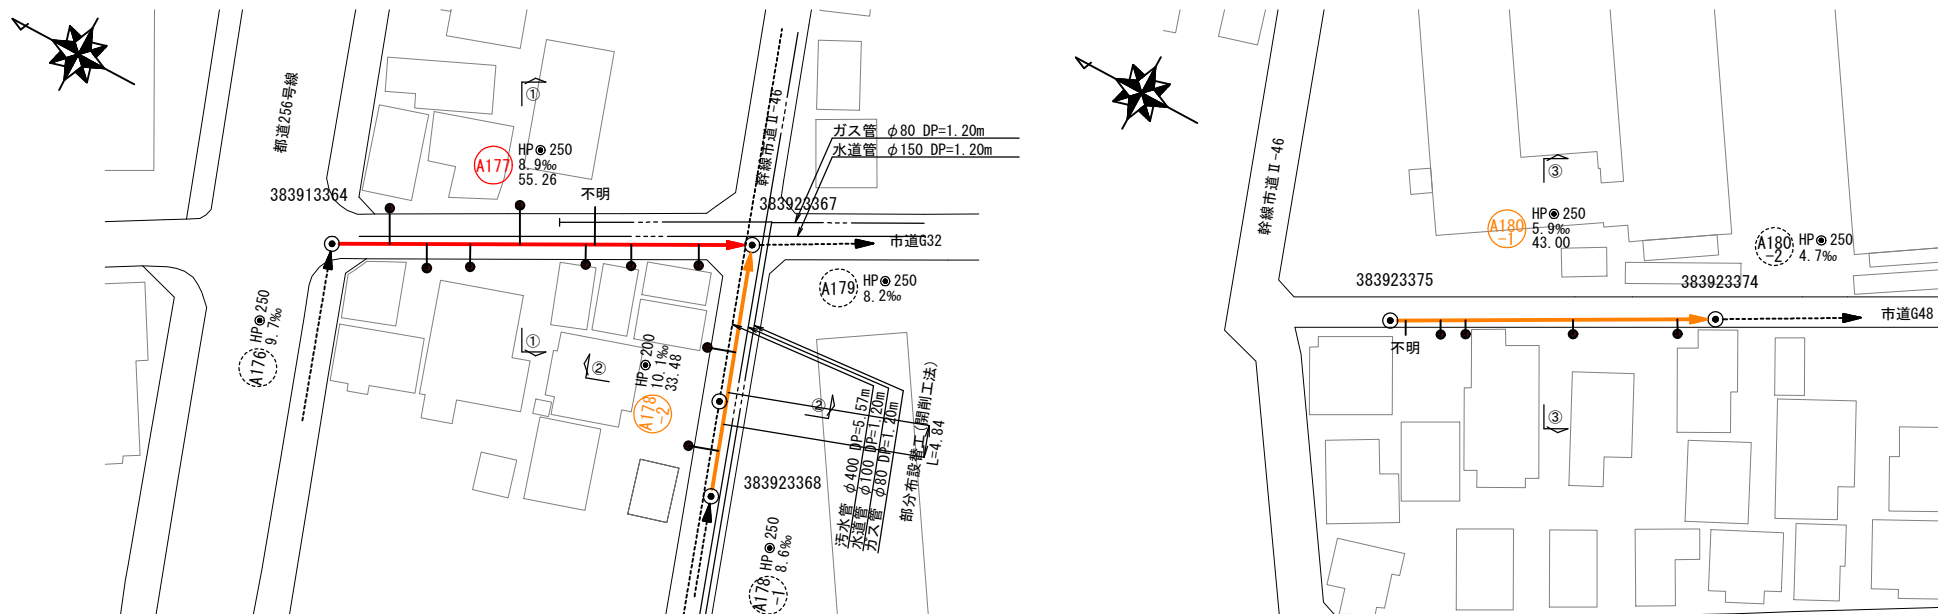 都道256号線
①
A177
HP 250
8.9‰
55.26
383913364
不明
幹線市道Ⅱ-46
ガス管 φ80 DP=1.20m
水道管 φ150 DP=1.20m
383923367
市道G32
A179
HP 250
8.2‰
A176
HP 250
9.7‰
①
②
HP 200
10.1‰
33.48
A178
-2
②
汚水管 φ400 DP=5.57m
水道管 φ100 DP=1.20m
ガス管 φ80 DP=1.20m
部分布設替工(開削工法)
L=4.84
383923368
A178
-1
HP 250
8.6‰
幹線市道Ⅱ-46
③
A180
-1
HP 250
5.9‰
43.00
A180
-2
HP 250
4.7‰
383923375
383923374
市道G48
不明
③